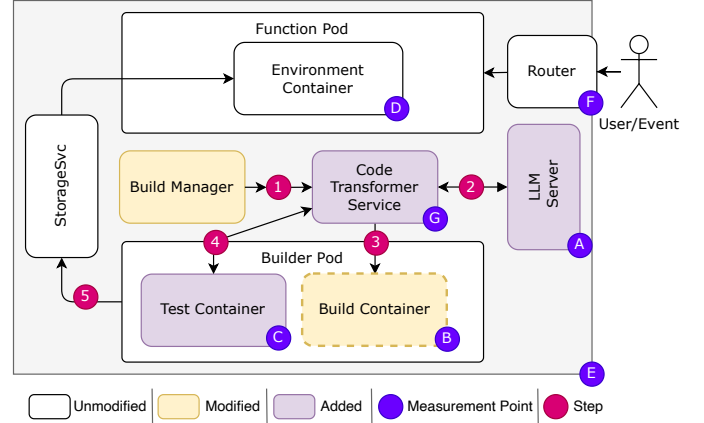 Function Pod
Environment
Container
D
Router
F
User/Event
StorageSvc
Build Manager
1
Code
Transformer
Service
G
2
LLM
Server
A
4
3
Builder Pod
5
Test Container
C
Build Container
B
E
Unmodified
Modified
Added
Measurement Point
Step